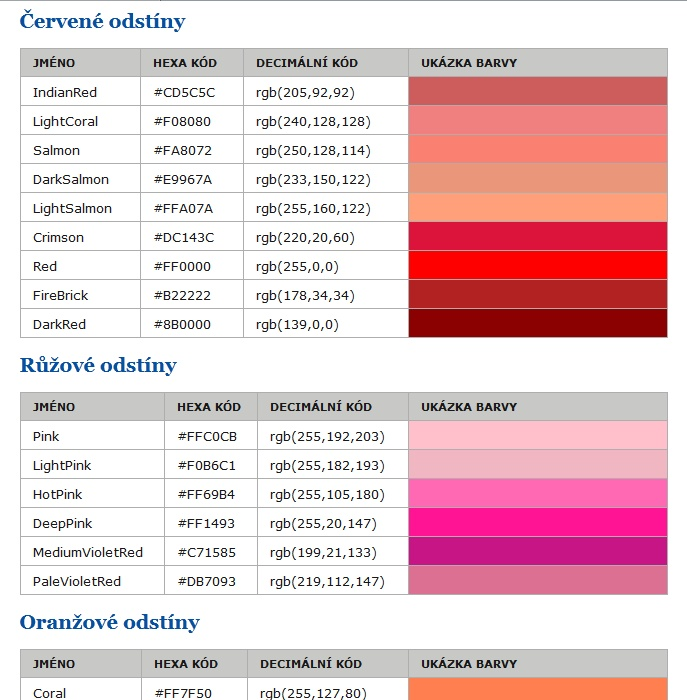 Červené odstíny
JMÉNO HEXA KÓD DECIMÁLNÍ KÓD UKÁZKA BARVY
IndianRed #CD5C5C rgb(205,92,92)
LightCoral #F08080 rgb(240,128,128)
Salmon #FA8072 rgb(250,128,114)
DarkSalmon #E9967A rgb(233,150,122)
LightSalmon #FFA07A rgb(255,160,122)
Crimson #DC143C rgb(220,20,60)
Red #FF0000 rgb(255,0,0)
FireBrick #B22222 rgb(178,34,34)
DarkRed #8B0000 rgb(139,0,0)
Růžové odstíny
JMÉNO HEXA KÓD DECIMÁLNÍ KÓD UKÁZKA BARVY
Pink #FFC0CB rgb(255,192,203)
LightPink #F0B6C1 rgb(255,182,193)
HotPink #FF69B4 rgb(255,105,180)
DeepPink #FF1493 rgb(255,20,147)
MediumVioletRed #C71585 rgb(199,21,133)
PaleVioletRed #DB7093 rgb(219,112,147)
Oranžové odstíny
JMÉNO HEXA KÓD DECIMÁLNÍ KÓD UKÁZKA BARVY
Coral #FF7F50 rgb(255,127,80)